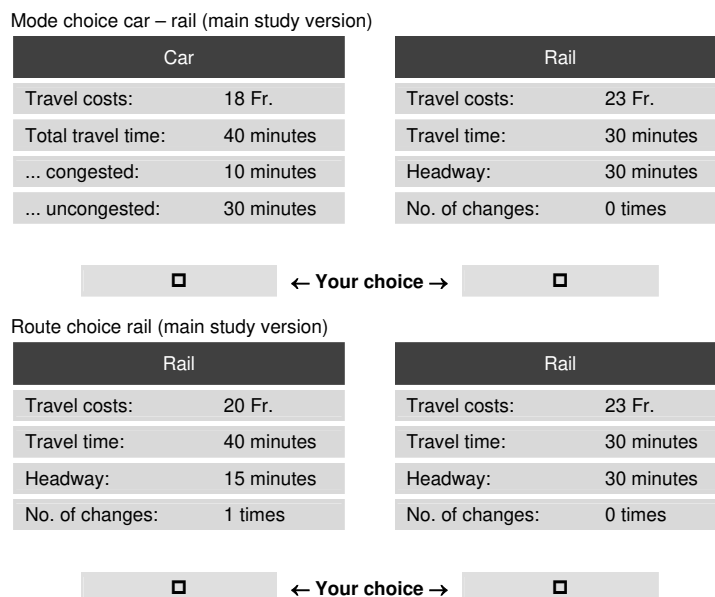 Mode choice car – rail (main study version)
Car Rail
Travel costs: 18 Fr. Travel costs: 23 Fr.
Total travel time: 40 minutes Travel time: 30 minutes
... congested: 10 minutes Headway: 30 minutes
... uncongested: 30 minutes No. of changes: 0 times
← Your choice →
Route choice rail (main study version)
Rail Rail
Travel costs: 20 Fr. Travel costs: 23 Fr.
Travel time: 40 minutes Travel time: 30 minutes
Headway: 15 minutes Headway: 30 minutes
No. of changes: 1 times No. of changes: 0 times
← Your choice →